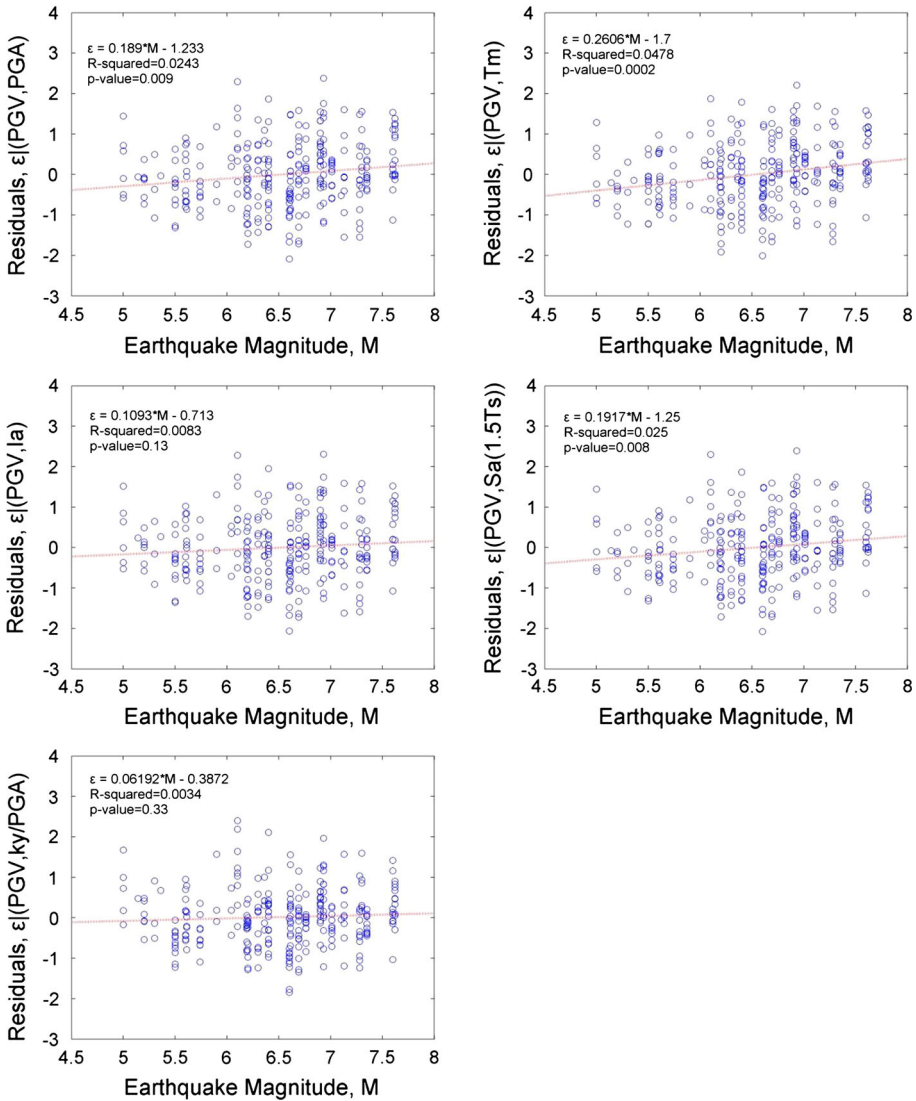 4
3
2
1
0
-1
-2
-3
4.5 5 5.5 6 6.5 7 7.5 8
Residuals, ε|(PGV,PGA)
ε = 0.189*M - 1.233
R-squared=0.0243
p-value=0.009
Earthquake Magnitude, M
4
3
2
1
0
-1
-2
-3
4.5 5 5.5 6 6.5 7 7.5 8
Residuals, ε|(PGV,Tm)
ε = 0.2606*M - 1.7
R-squared=0.0478
p-value=0.0002
Earthquake Magnitude, M
4
3
2
1
0
-1
-2
-3
4.5 5 5.5 6 6.5 7 7.5 8
Residuals, ε|(PGV,Ia)
ε = 0.1093*M - 0.713
R-squared=0.0083
p-value=0.13
Earthquake Magnitude, M
4
3
2
1
0
-1
-2
-3
4.5 5 5.5 6 6.5 7 7.5 8
Residuals, ε|(PGV,Sa(1.5Ts))
ε = 0.1917*M - 1.25
R-squared=0.025
p-value=0.008
Earthquake Magnitude, M
4
3
2
1
0
-1
-2
-3
4.5 5 5.5 6 6.5 7 7.5 8
Residuals, ε|(PGV,ky/PGA)
ε = 0.06192*M - 0.3872
R-squared=0.0034
p-value=0.33
Earthquake Magnitude, M